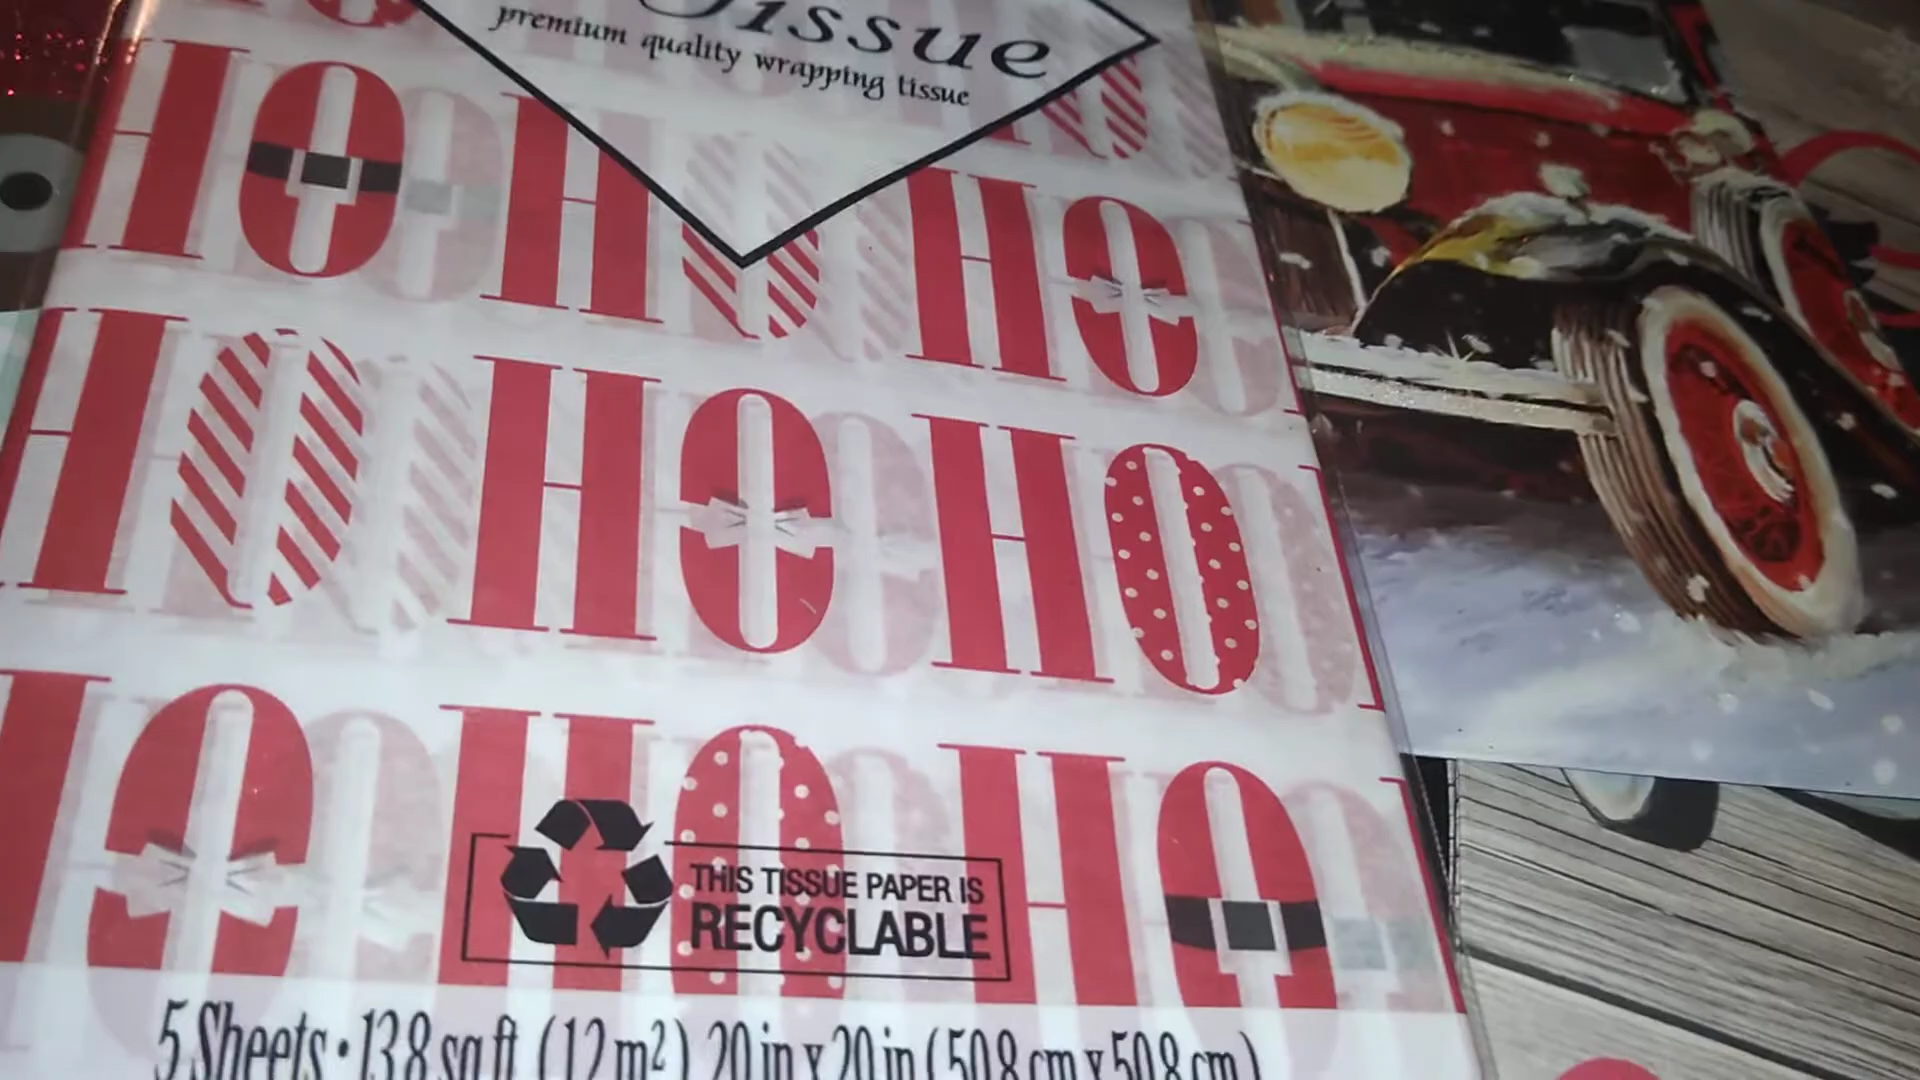 Tissue
premium quality wrapping tissue
HO HO HO
HO HO HO
HO HO HO
THIS TISSUE PAPER IS
RECYCLABLE
5 Sheets • 13.8 sq ft (1.2 m²) 20 in x 20 in (50.8 cm x 50.8 cm)